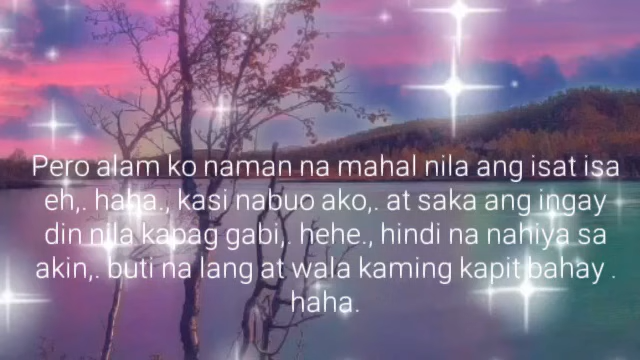 Pero alam ko naman na mahal nila ang isat isa
eh,. haha., kasi nabuo ako,. at saka ang ingay
din nila kapag gabi,. hehe., hindi na nahiya sa
akin,. buti na lang at wala kaming kapit bahay .
haha.